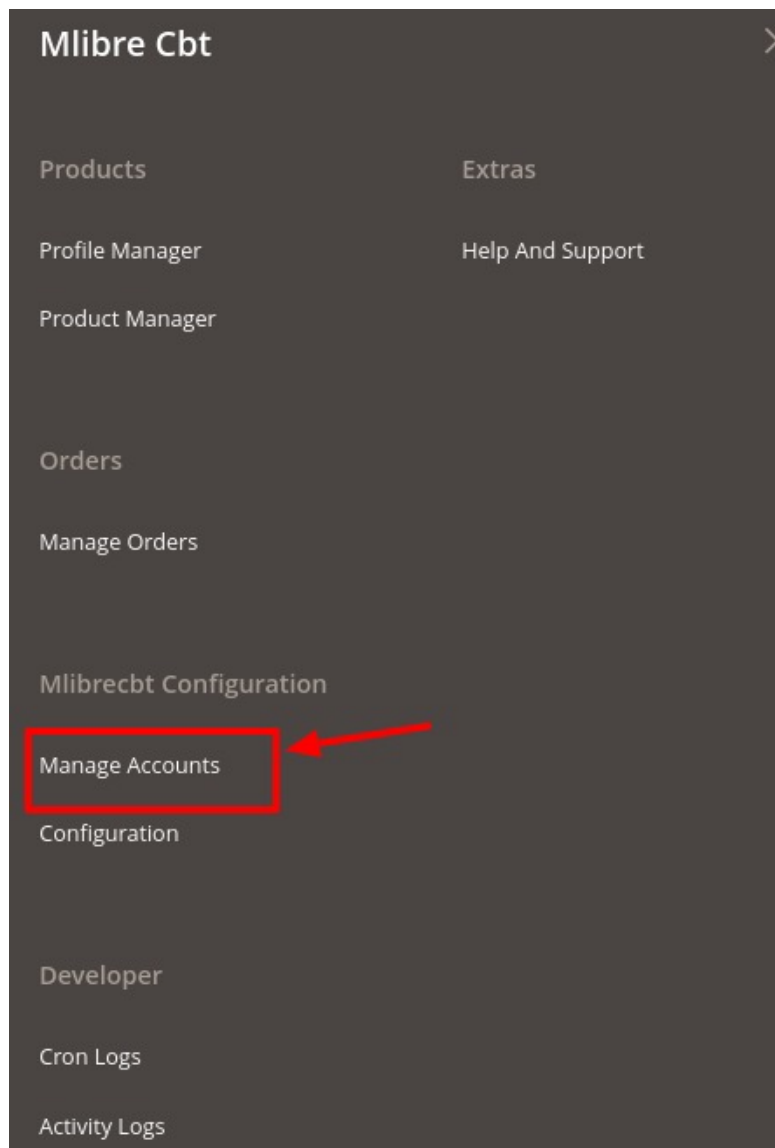 Mlibre Cbt
Products
Profile Manager
Product Manager
Orders
Manage Orders
Mlibrecbt Configuration
Manage Accounts
Configuration
Developer
Cron Logs
Activity Logs
Extras
Help And Support